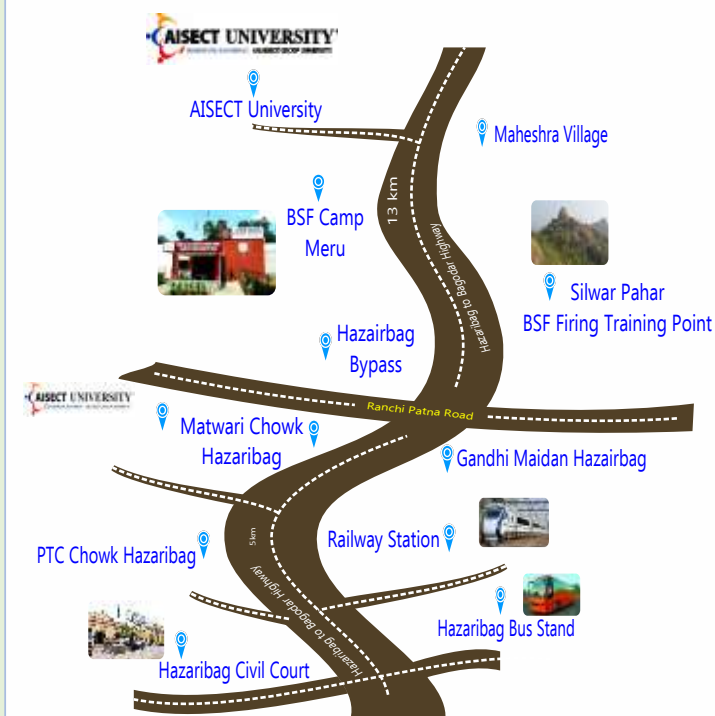 AISECT UNIVERSITY
AISECT University
Maheshra Village
13 km
BSF Camp
Meru
Hazaribag to Bagodar Highway
Silwar Pahar
BSF Firing Training Point
Hazairbag
Bypass
Ranchi Patna Road
AISECT UNIVERSITY
Matwari Chowk
Hazaribag
Gandhi Maidan Hazairbag
5km
Railway Station
PTC Chowk Hazaribag
Hazaribag to Bagodar Highway
Hazaribag Bus Stand
Hazaribag Civil Court